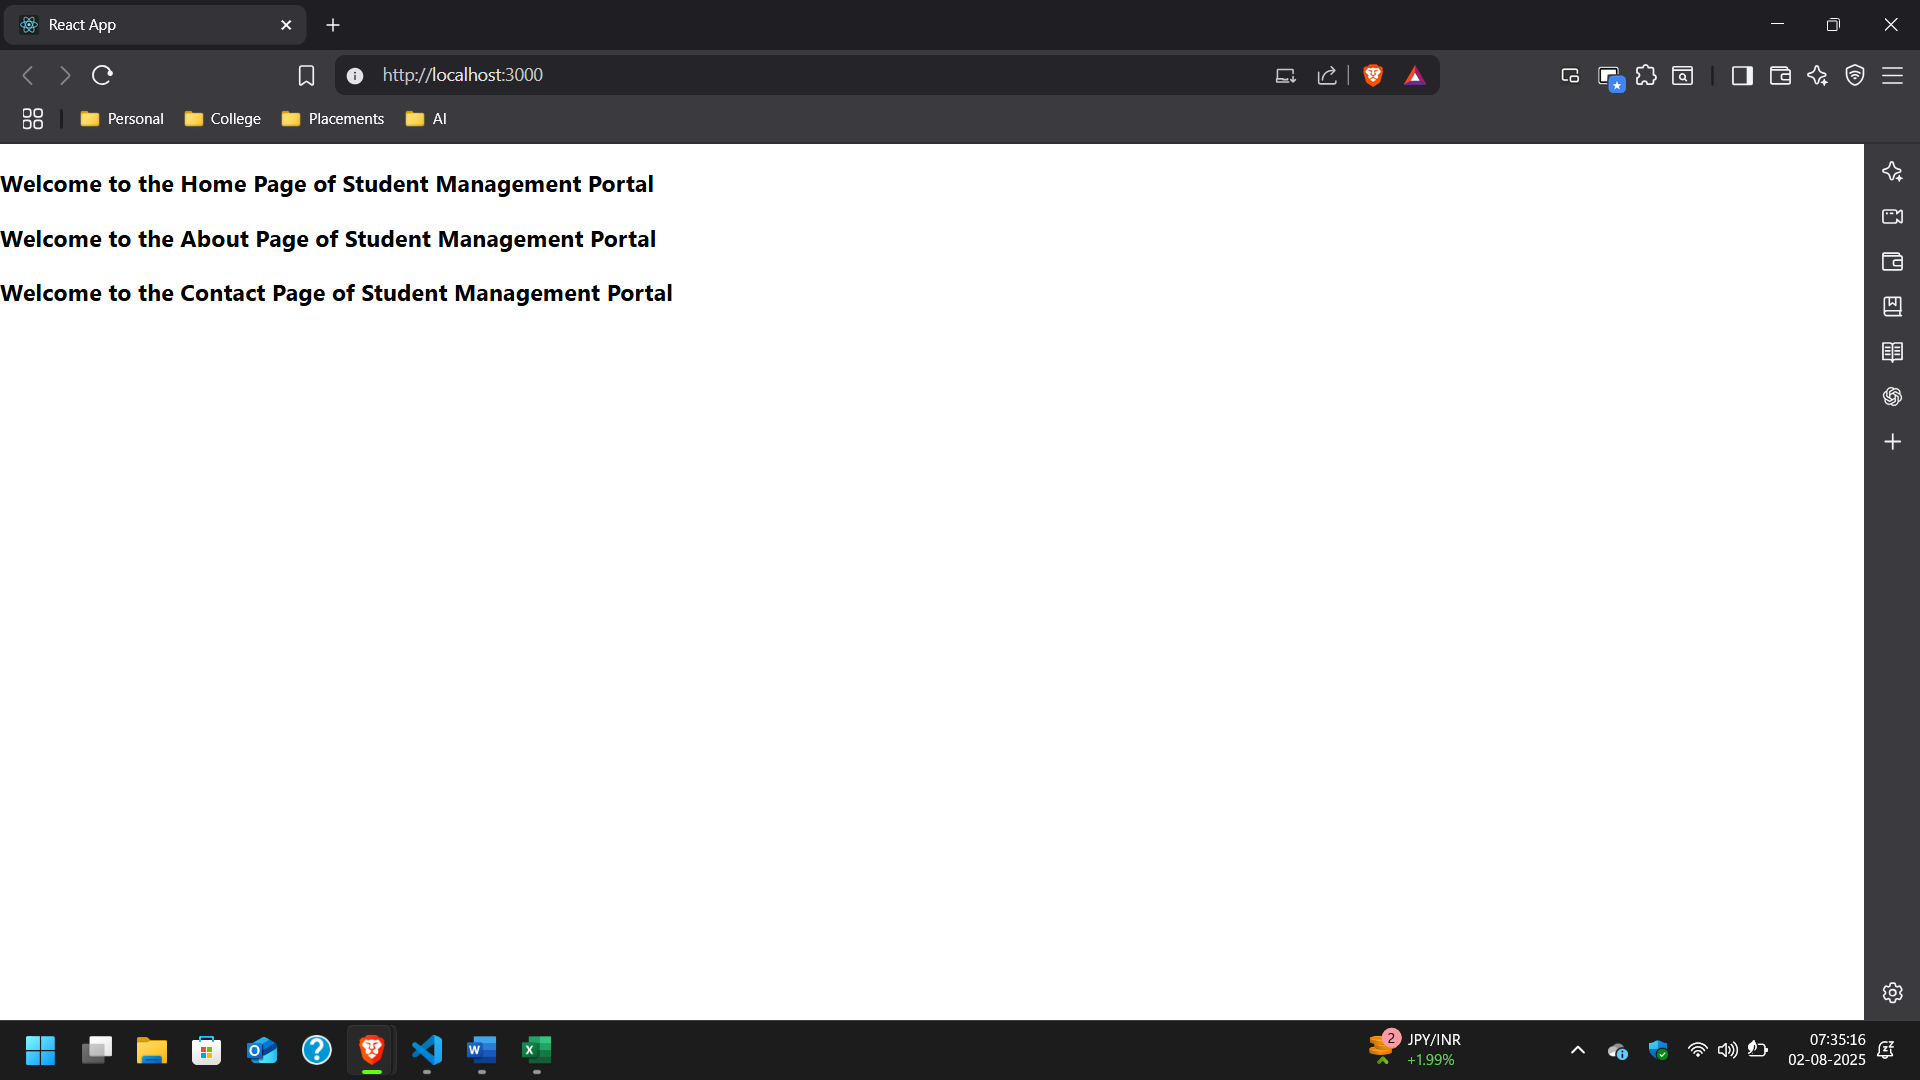 React App
http://localhost:3000
Personal
College
Placements
AI
Welcome to the Home Page of Student Management Portal
Welcome to the About Page of Student Management Portal
Welcome to the Contact Page of Student Management Portal
2
JPY/INR
+1.99%
07:35:16
02-08-2025